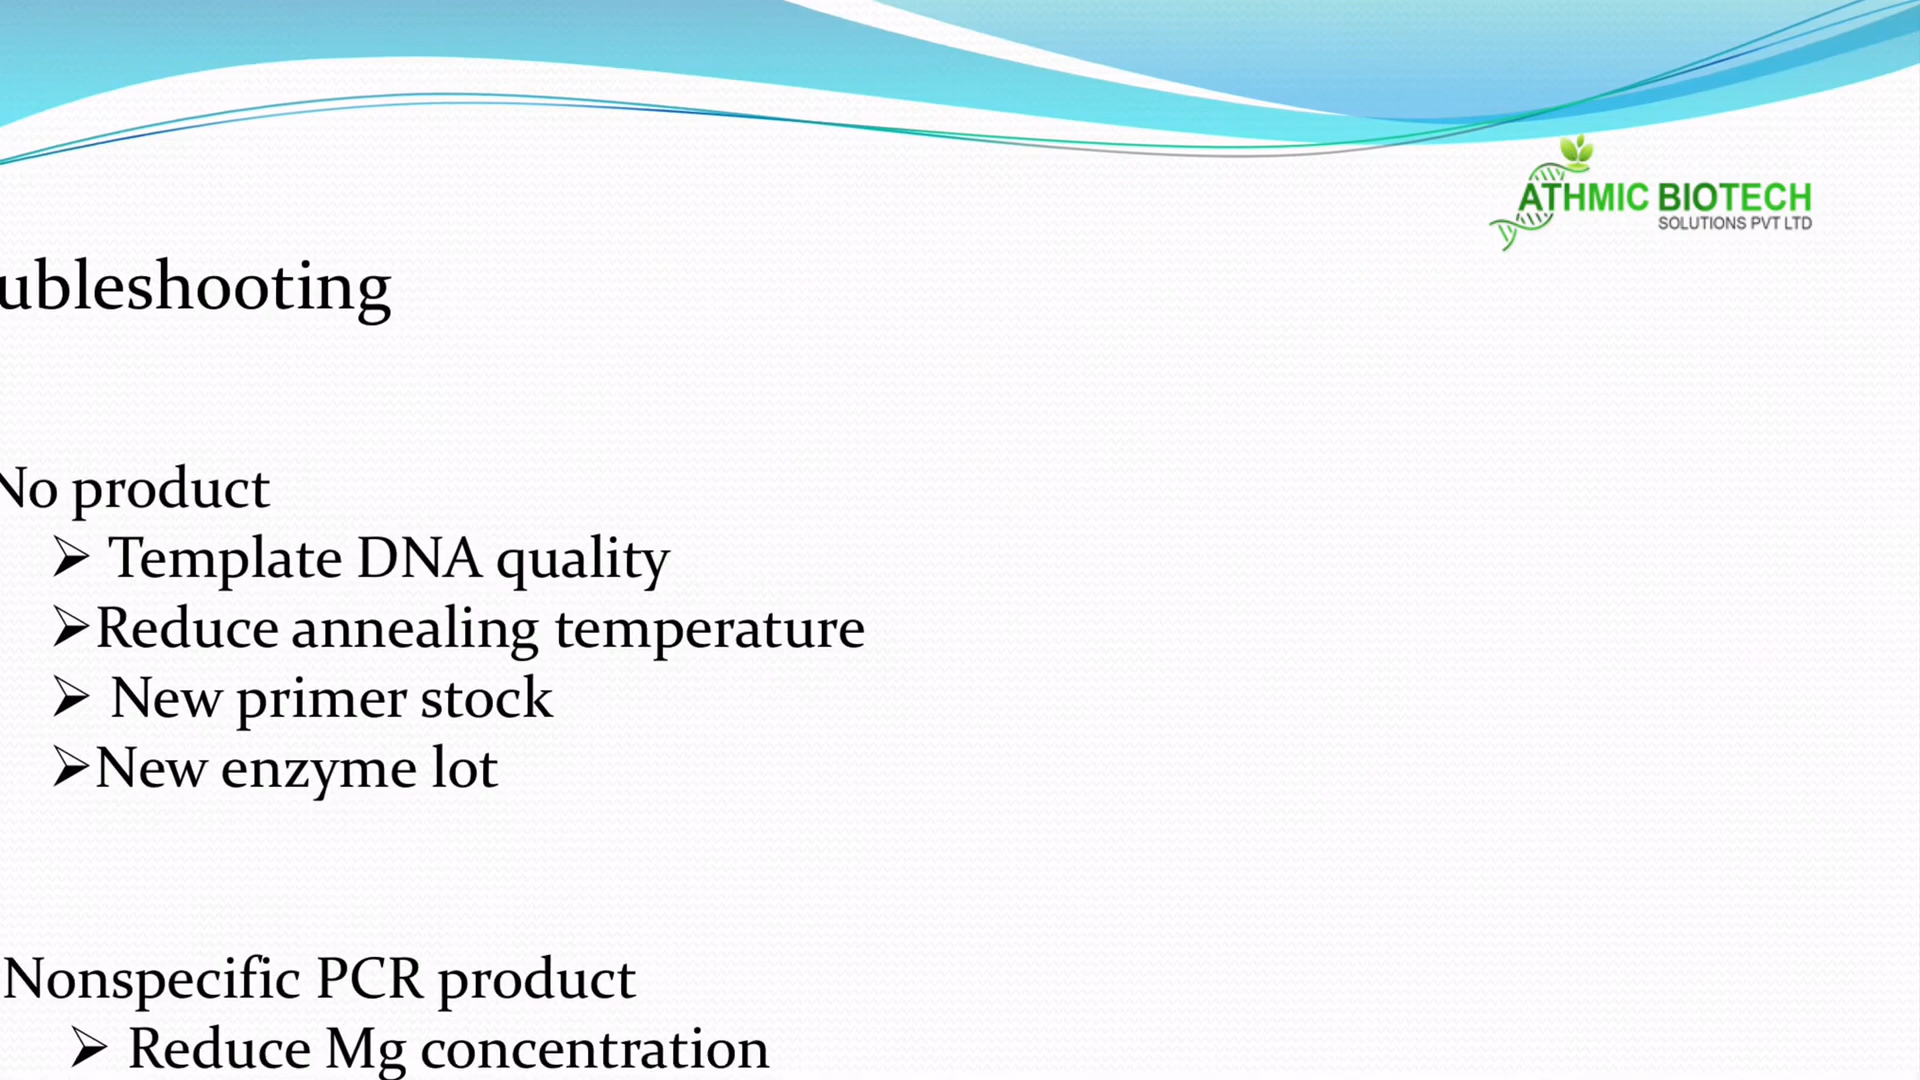 ATHMIC BIOTECH
SOLUTIONS PVT LTD
ubleshooting
No product
➢ Template DNA quality
➢Reduce annealing temperature
➢ New primer stock
➢New enzyme lot
Nonspecific PCR product
➢ Reduce Mg concentration